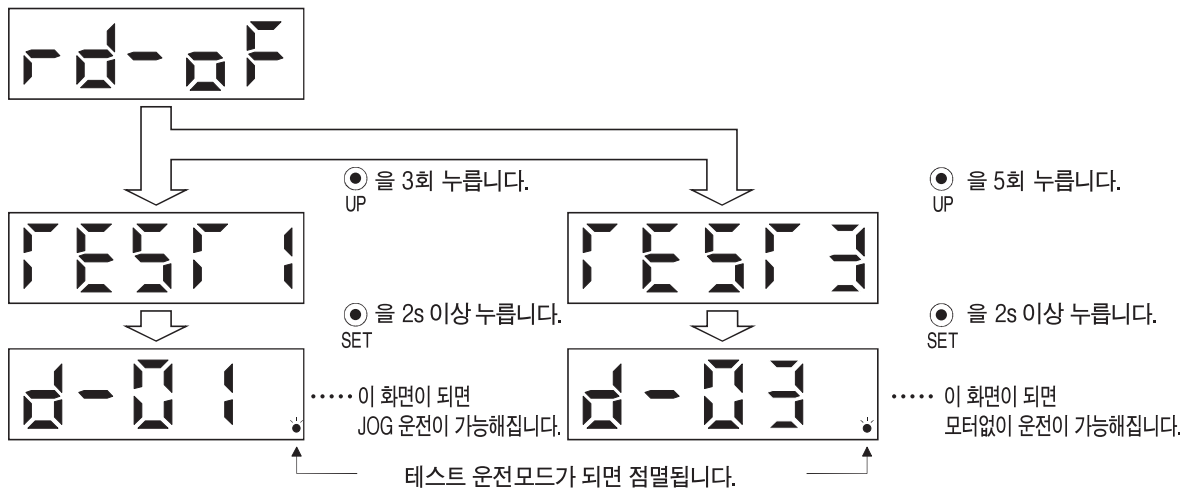 rd-oF
을 3회 누릅니다.
UP
을 5회 누릅니다.
UP
TEST1
TEST3
을 2s 이상 누릅니다.
SET
을 2s 이상 누릅니다.
SET
d-01
····· 이 화면이 되면
JOG 운전이 가능해집니다.
d-03
····· 이 화면이 되면
모터없이 운전이 가능해집니다.
테스트 운전모드가 되면 점멸됩니다.